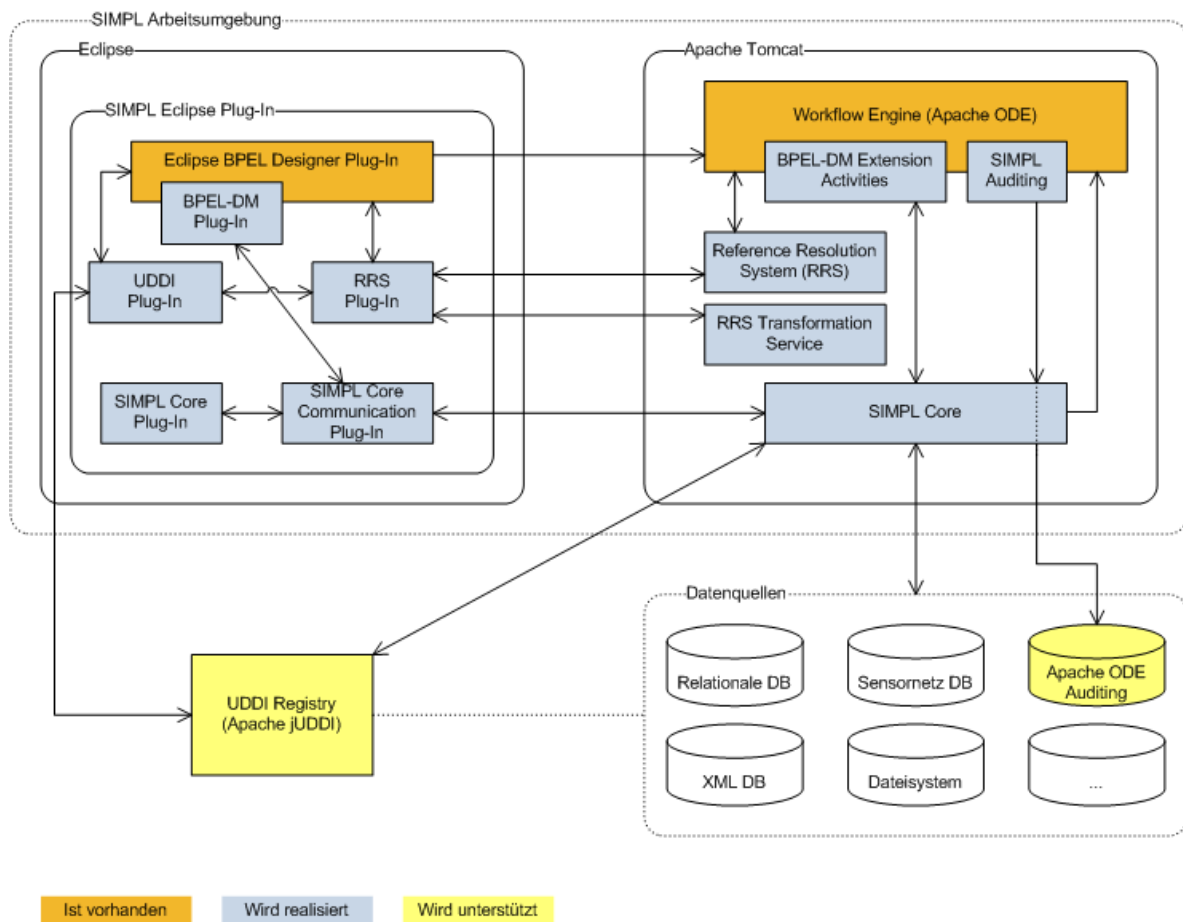 SIMPL Arbeitsumgebung
Eclipse
SIMPL Eclipse Plug-In
Eclipse BPEL Designer Plug-In
BPEL-DM
Plug-In
UDDI
Plug-In
RRS
Plug-In
SIMPL Core
Plug-In
SIMPL Core
Communication
Plug-In
Apache Tomcat
Workflow Engine (Apache ODE)
BPEL-DM Extension
Activities
SIMPL
Auditing
Reference Resolution
System (RRS)
RRS Transformation
Service
SIMPL Core
UDDI Registry
(Apache jUDDI)
Datenquellen
Relationale DB
Sensornetz DB
Apache ODE
Auditing
XML DB
Dateisystem
...
Ist vorhanden
Wird realisiert
Wird unterstützt